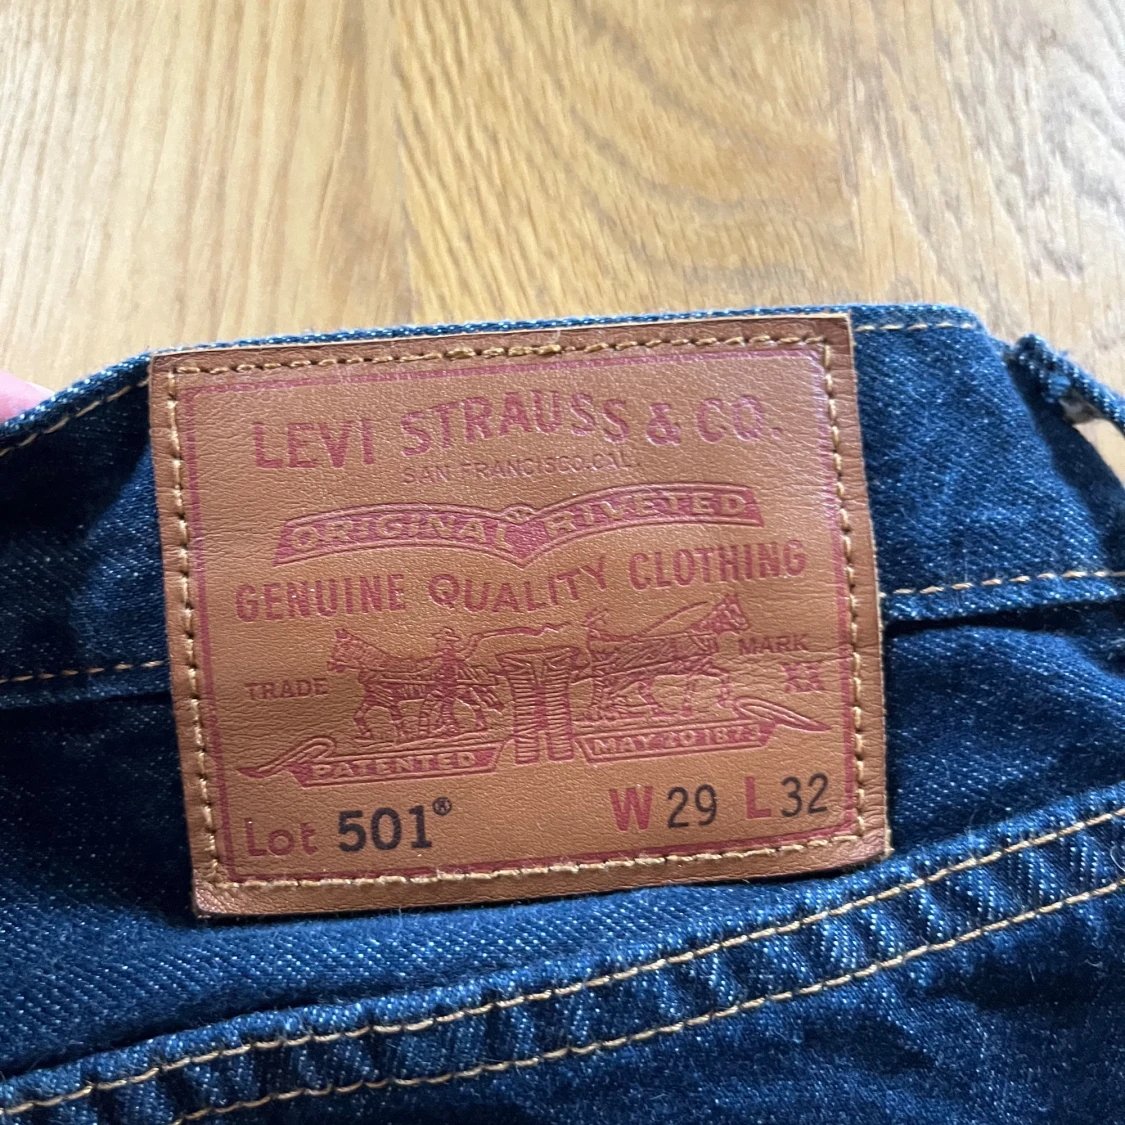 LEVI STRAUSS & CO.
SAN FRANCISCO.CAL.
ORIGINAL RIVETED
GENUINE QUALITY CLOTHING
TRADE MARK
XX
PATENTED MAY 20 1873
Lot 501® W 29 L 32